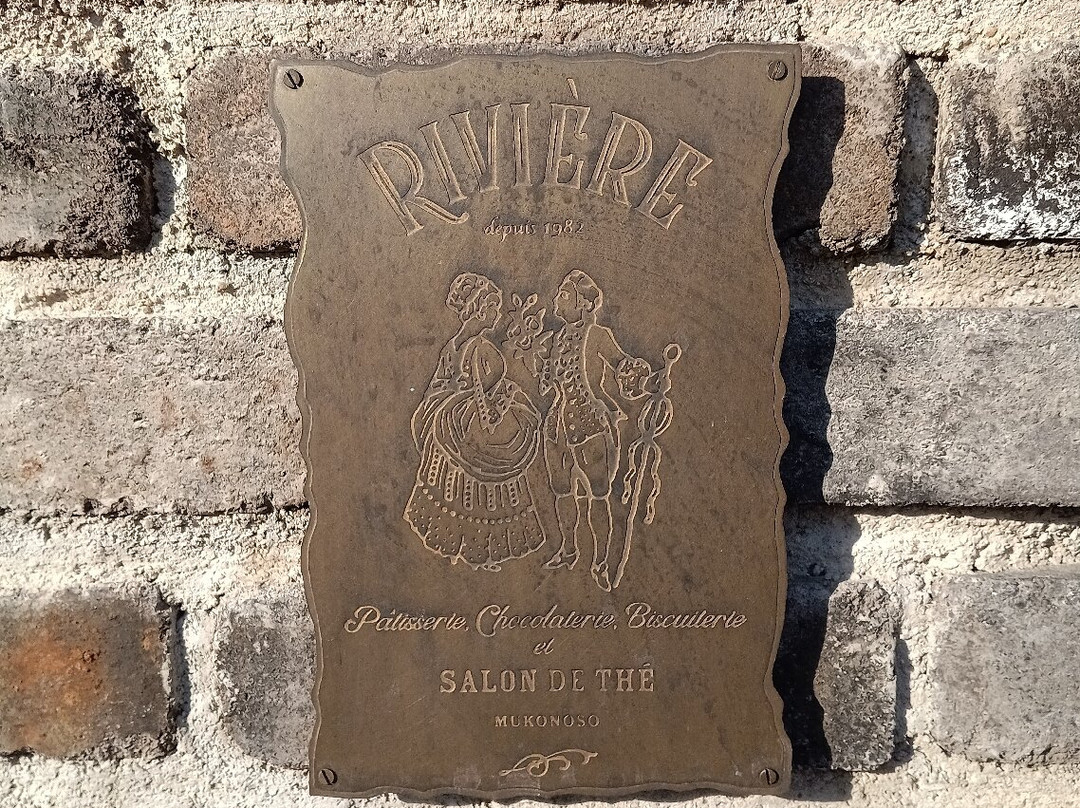 RIVIÈRE
depuis 1982
Pâtisserie, Chocolaterie, Biscuiterie
et
SALON DE THÉ
MUKONOSO